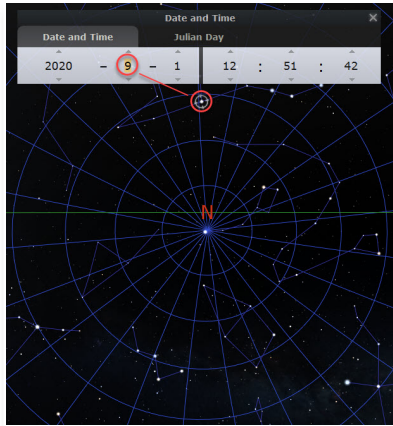 Date and Time
Date and Time Julian Day
2020 - 9 - 1 12 : 51 : 42
N